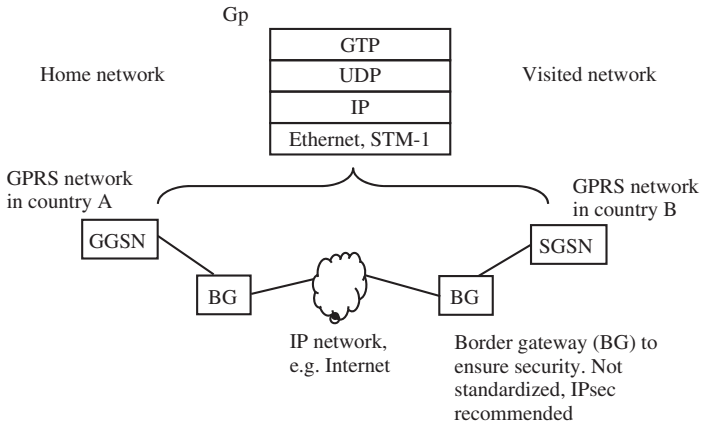 Gp
GTP
Home network
UDP
Visited network
IP
Ethernet, STM-1
GPRS network
in country A
GPRS network
in country B
GGSN
SGSN
BG
BG
IP network,
e.g. Internet
Border gateway (BG) to
ensure security. Not
standardized, IPsec
recommended